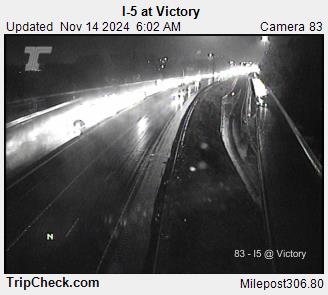 I-5 at Victory
Updated  Nov 14 2024  6:02 AM
Camera 83
T
N
83 - I5 @ Victory
TripCheck.com
Milepost306.80